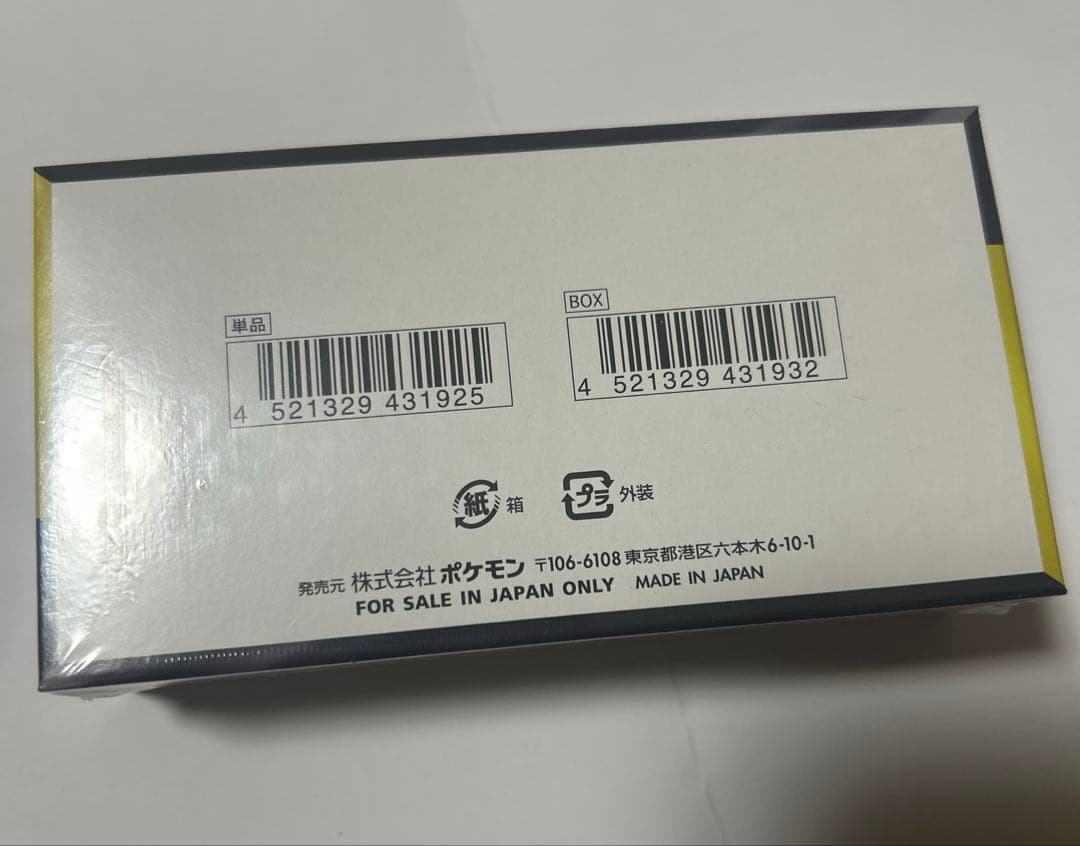 単品
4 521329 431925
BOX
4 521329 431932
紙 箱
プラ 外装
発売元 株式会社 ポケモン 〒106-6108 東京都港区六本木6-10-1
FOR SALE IN JAPAN ONLY MADE IN JAPAN